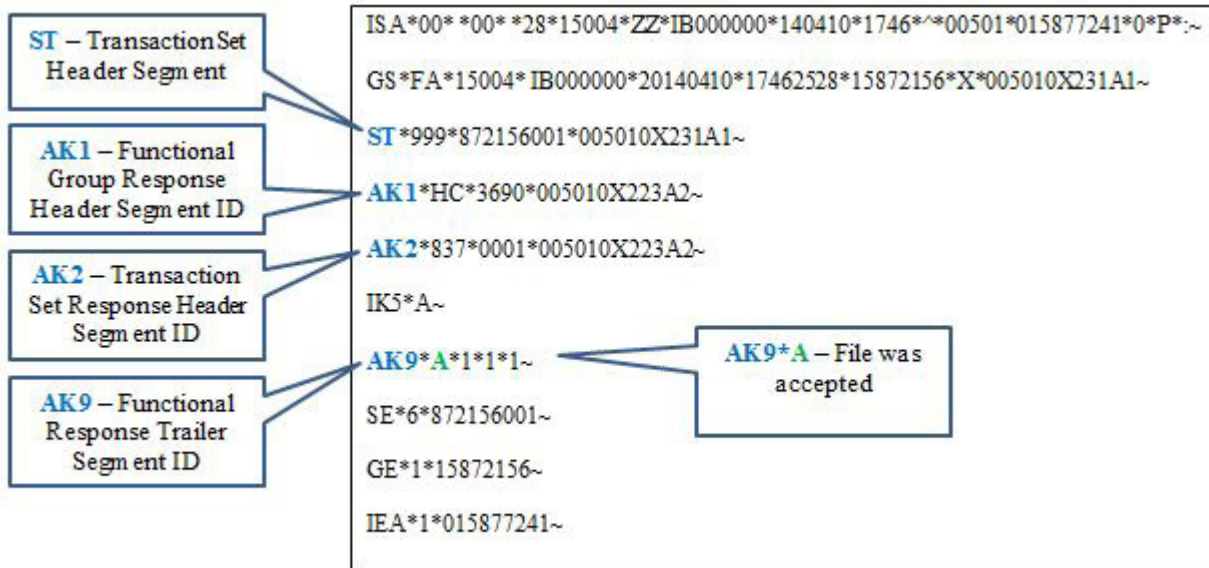 ST – Transaction Set
Header Segment
AK1 – Functional
Group Response
Header Segment ID
AK2 – Transaction
Set Response Header
Segment ID
AK9 – Functional
Response Trailer
Segment ID
ISA*00* *00* *28*15004*ZZ*IB000000*140410*1746*^*00501*015877241*0*P*:~
GS*FA*15004*IB000000*20140410*17462528*15872156*X*005010X231A1~
ST*999*872156001*005010X231A1~
AK1*HC*3690*005010X223A2~
AK2*837*0001*005010X223A2~
IK5*A~
AK9*A*1*1*1~
SE*6*872156001~
GE*1*15872156~
IEA*1*015877241~
AK9*A – File was
accepted